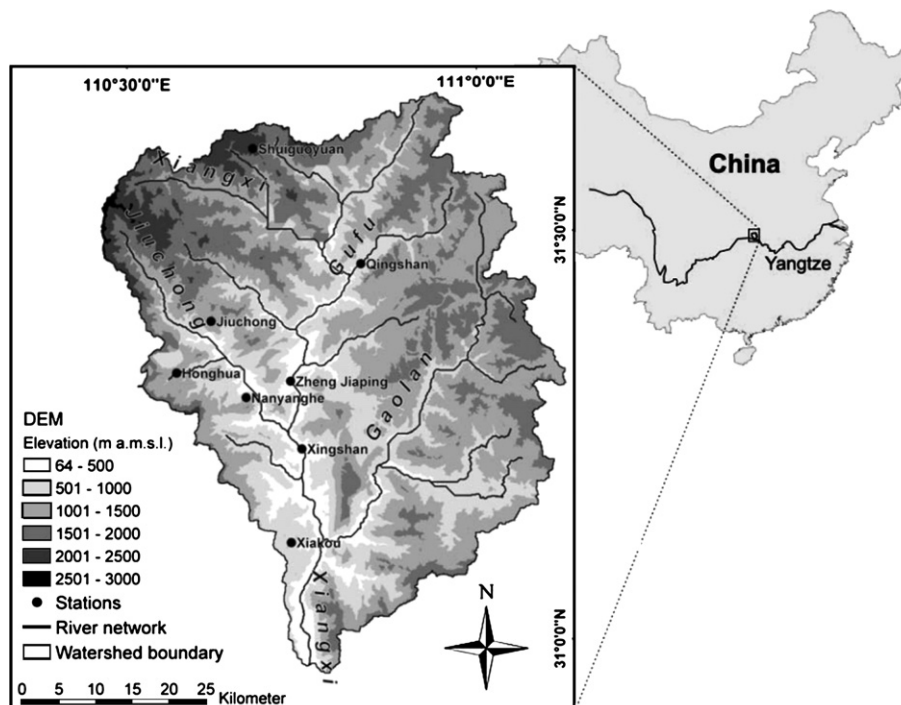 110°30'0"E
111°0'0"E
China
Yangtze
31°30'0"N
31°0'0"N
Shuiguoyuan
Xiangxi
Jiuchong
Gufu
Qingshan
Jiuchong
Honghua
Zheng Jiaping
Nanyanghe
Gaolan
Xingshan
Xiakou
Xiangxi
N
DEM
Elevation (m a.m.s.l.)
64 - 500
501 - 1000
1001 - 1500
1501 - 2000
2001 - 2500
2501 - 3000
Stations
River network
Watershed boundary
0 5 10 15 20 25
Kilometer